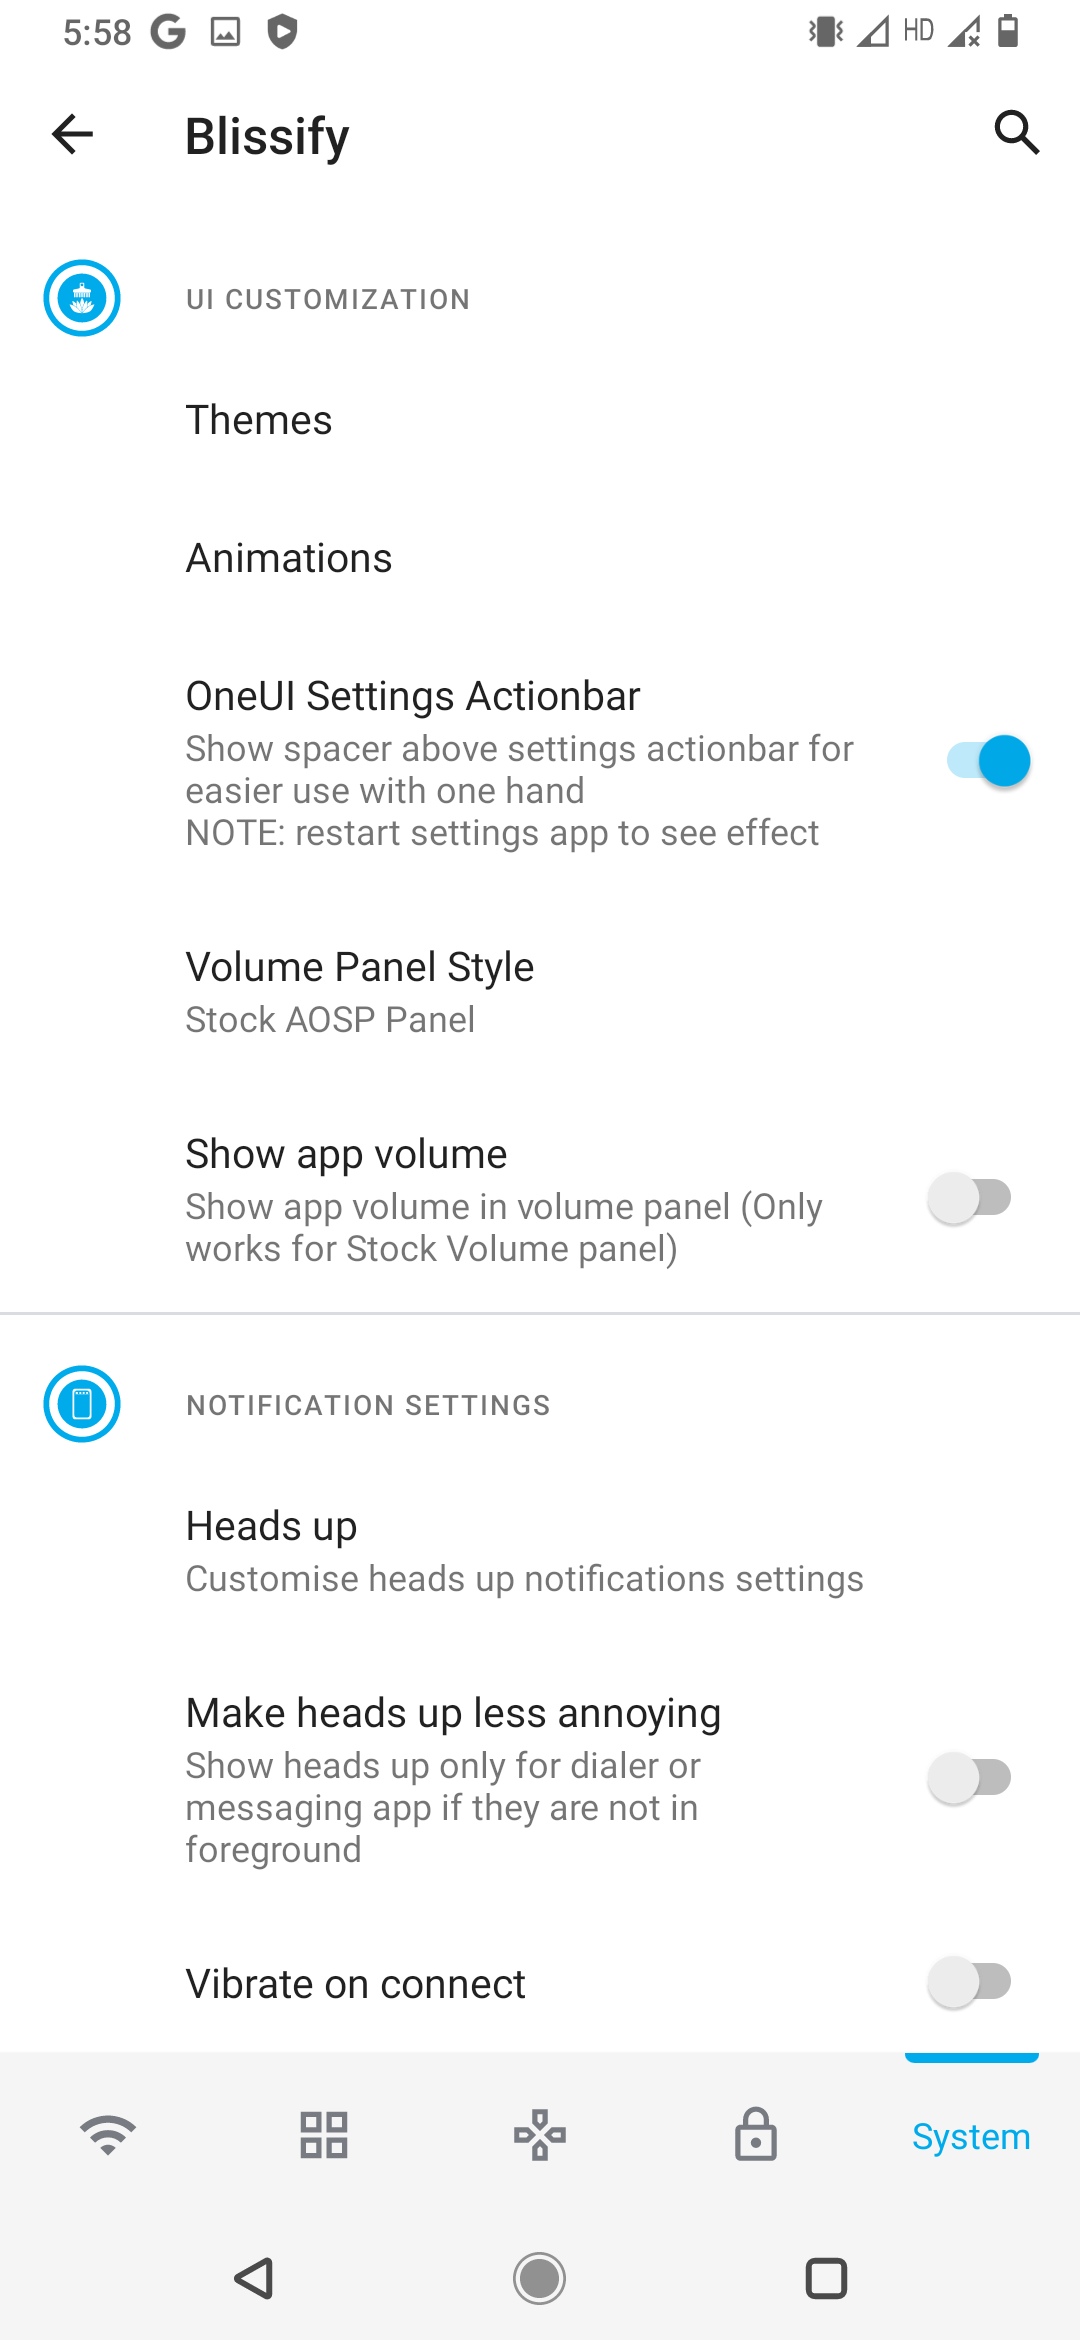 5:58
HD
Blissify
UI CUSTOMIZATION
Themes
Animations
OneUI Settings Actionbar
Show spacer above settings actionbar for
easier use with one hand
NOTE: restart settings app to see effect
Volume Panel Style
Stock AOSP Panel
Show app volume
Show app volume in volume panel (Only
works for Stock Volume panel)
NOTIFICATION SETTINGS
Heads up
Customise heads up notifications settings
Make heads up less annoying
Show heads up only for dialer or
messaging app if they are not in
foreground
Vibrate on connect
System